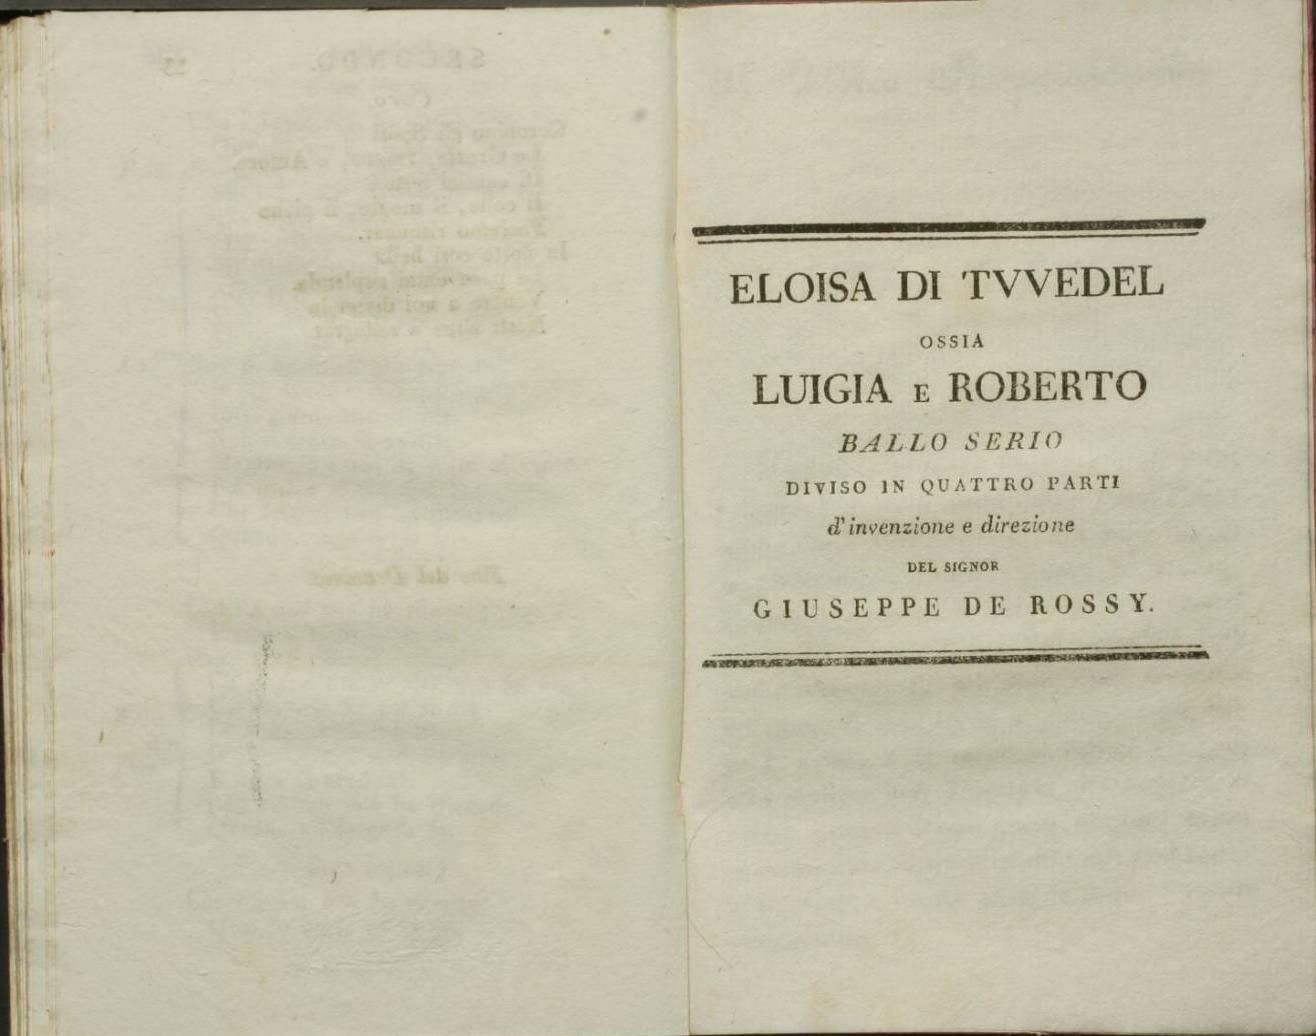 ELOISA DI TVVEDEL
OSSIA
LUIGIA E ROBERTO
BALLO SERIO
DIVISO IN QUATTRO PARTI
d'invenzione e direzione
DEL SIGNOR
GIUSEPPE DE ROSSY.